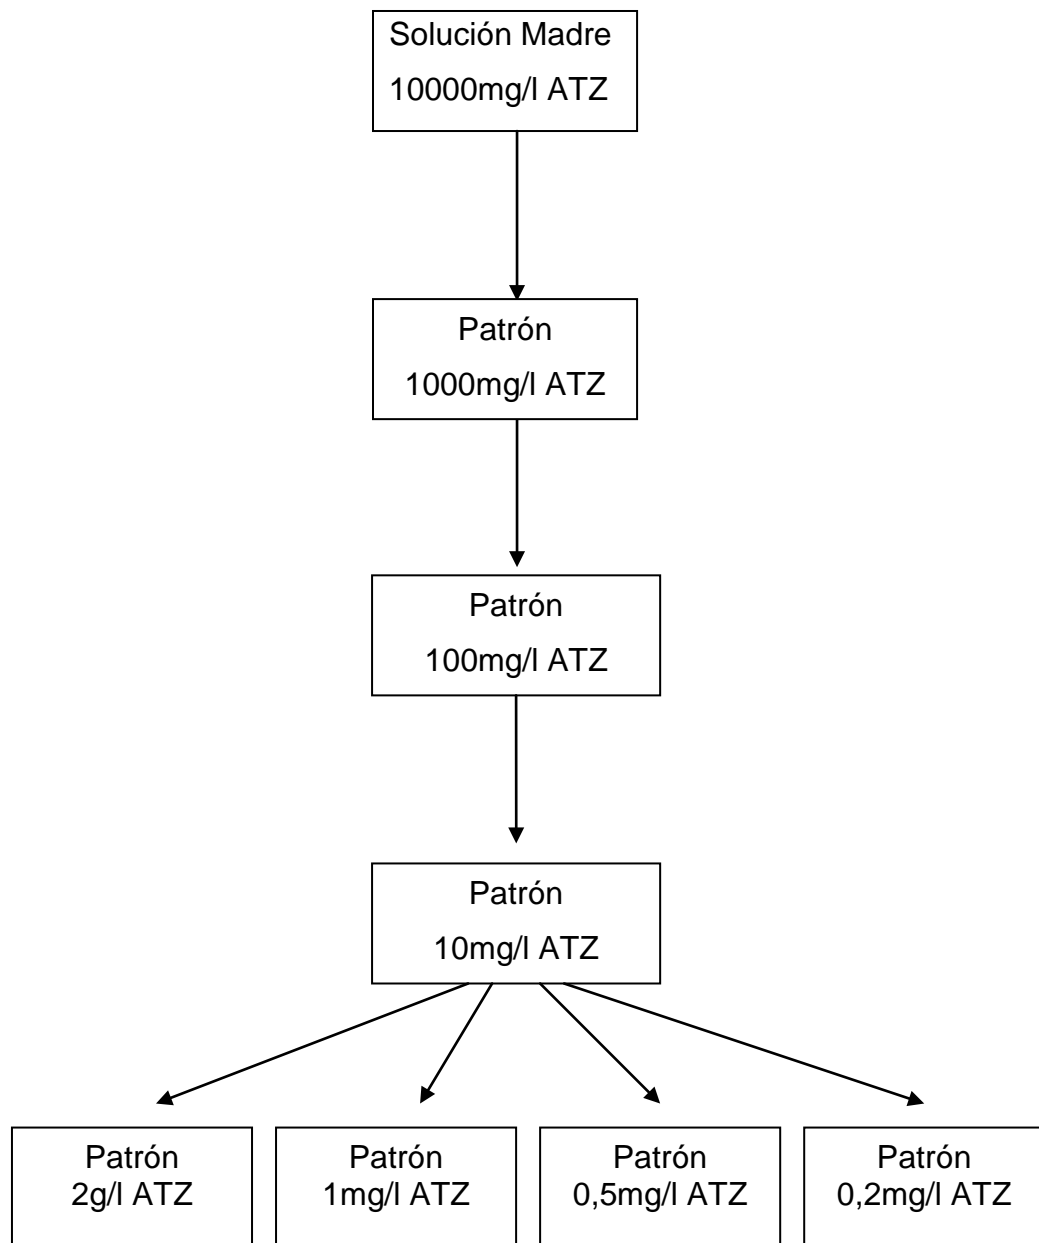 Solución Madre
10000mg/l ATZ
Patrón
1000mg/l ATZ
Patrón
100mg/l ATZ
Patrón
10mg/l ATZ
Patrón
2g/l ATZ
Patrón
1mg/l ATZ
Patrón
0,5mg/l ATZ
Patrón
0,2mg/l ATZ